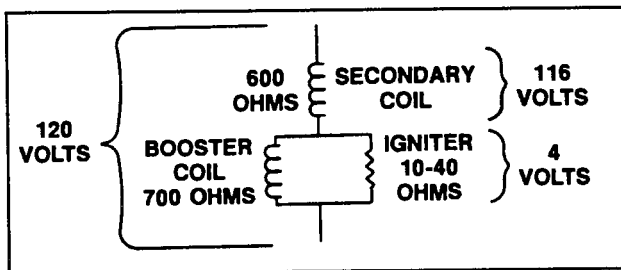 120
VOLTS
600
OHMS
SECONDARY
COIL
116
VOLTS
BOOSTER
COIL
700 OHMS
IGNITER
10-40
OHMS
4
VOLTS